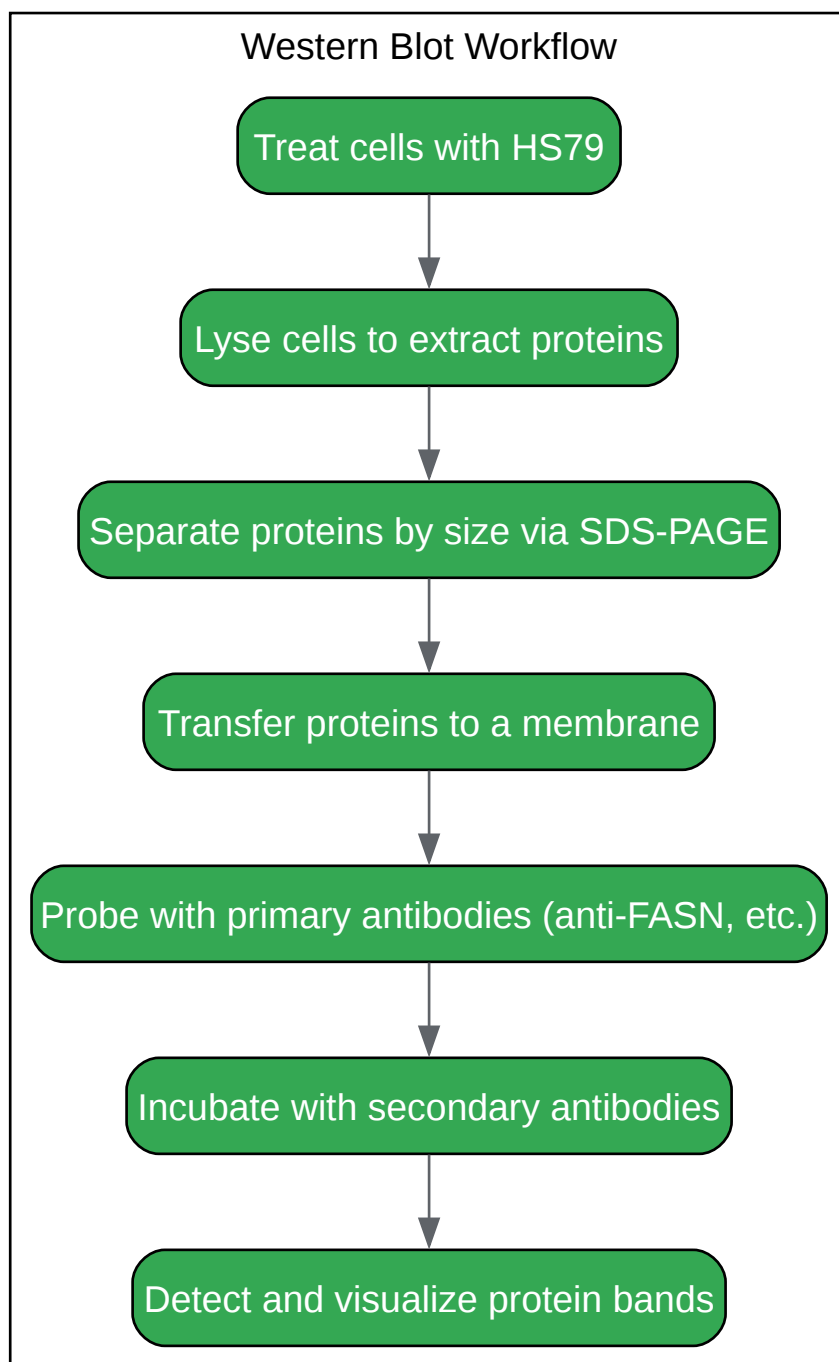 Western Blot Workflow
Treat cells with HS79
Lyse cells to extract proteins
Separate proteins by size via SDS-PAGE
Transfer proteins to a membrane
Probe with primary antibodies (anti-FASN, etc.)
Incubate with secondary antibodies
Detect and visualize protein bands